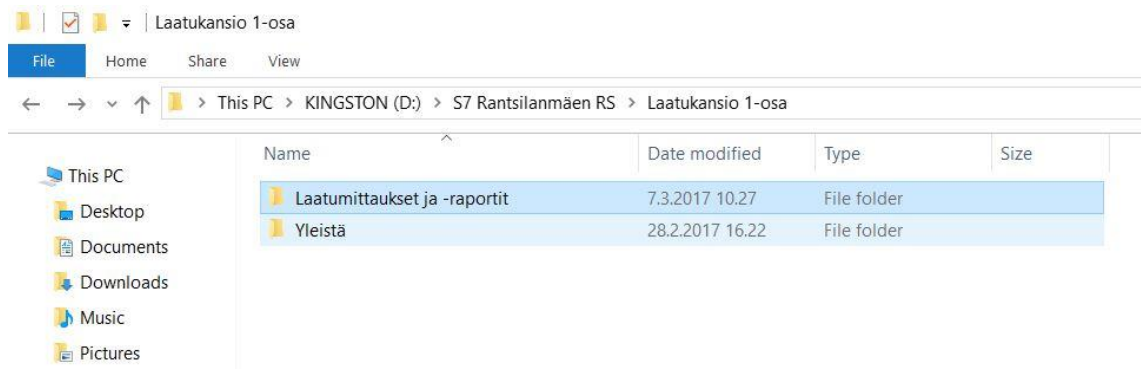 Laatukansio 1-osa
File Home Share View
This PC > KINGSTON (D:) > S7 Rantsilanmäen RS > Laatukansio 1-osa
Name Date modified Type Size
This PC
Laatumittaukset ja -raportit 7.3.2017 10.27 File folder
Desktop
Yleistä 28.2.2017 16.22 File folder
Documents
Downloads
Music
Pictures